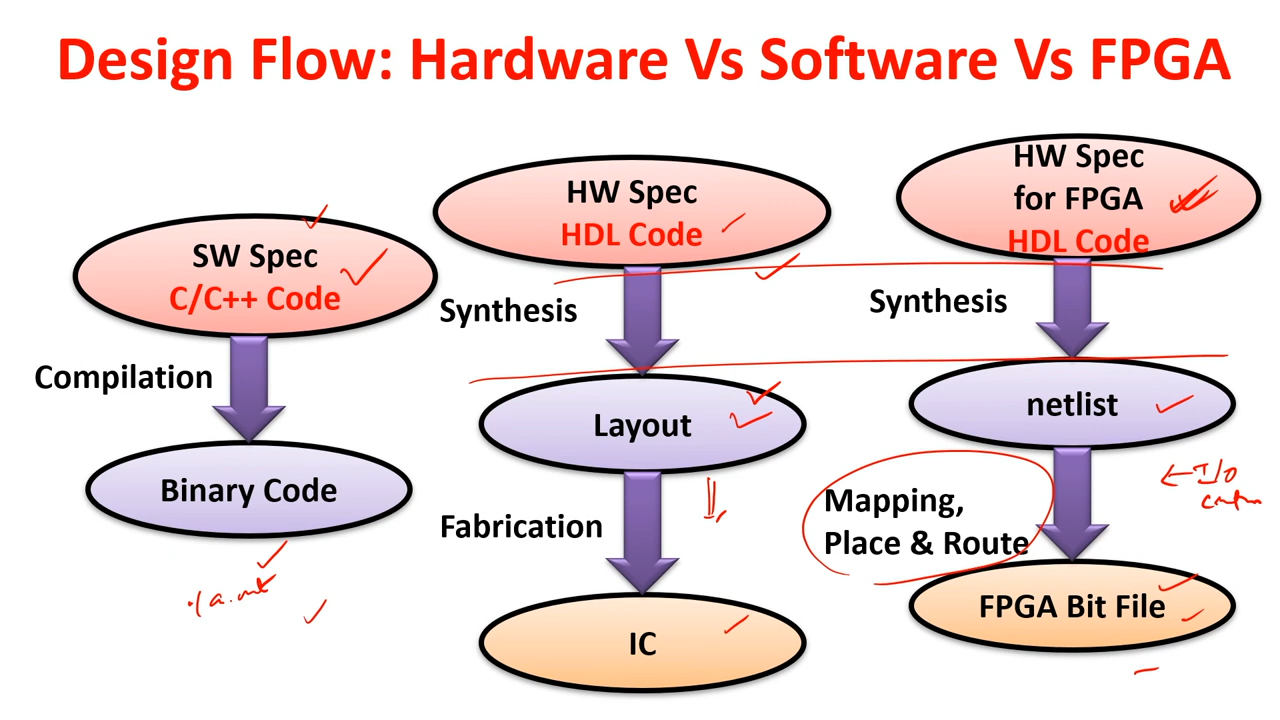 Design Flow: Hardware Vs Software Vs FPGA
SW Spec
C/C++ Code
Compilation
Binary Code
./a.out
HW Spec
HDL Code
Synthesis
Layout
Fabrication
IC
HW Spec
for FPGA
HDL Code
Synthesis
netlist
I/O
Mapping,
Place & Route
FPGA Bit File